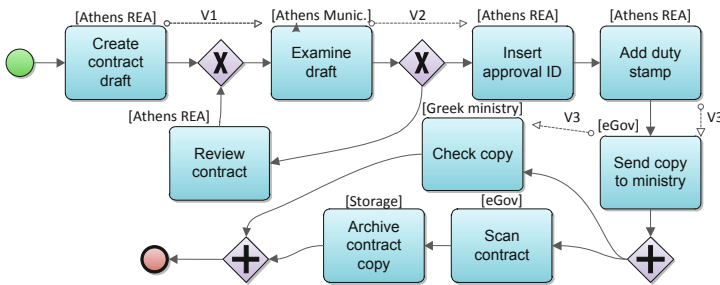 [Athens REA]
V1
[Athens Munic.]
V2
[Athens REA]
[Athens REA]
Create
contract
draft
X
Examine
draft
X
Insert
approval ID
Add duty
stamp
[Athens REA]
[Greek ministry]
V3
[eGov]
V3
Review
contract
Check copy
Send copy
to ministry
[Storage]
[eGov]
Archive
contract
copy
Scan
contract